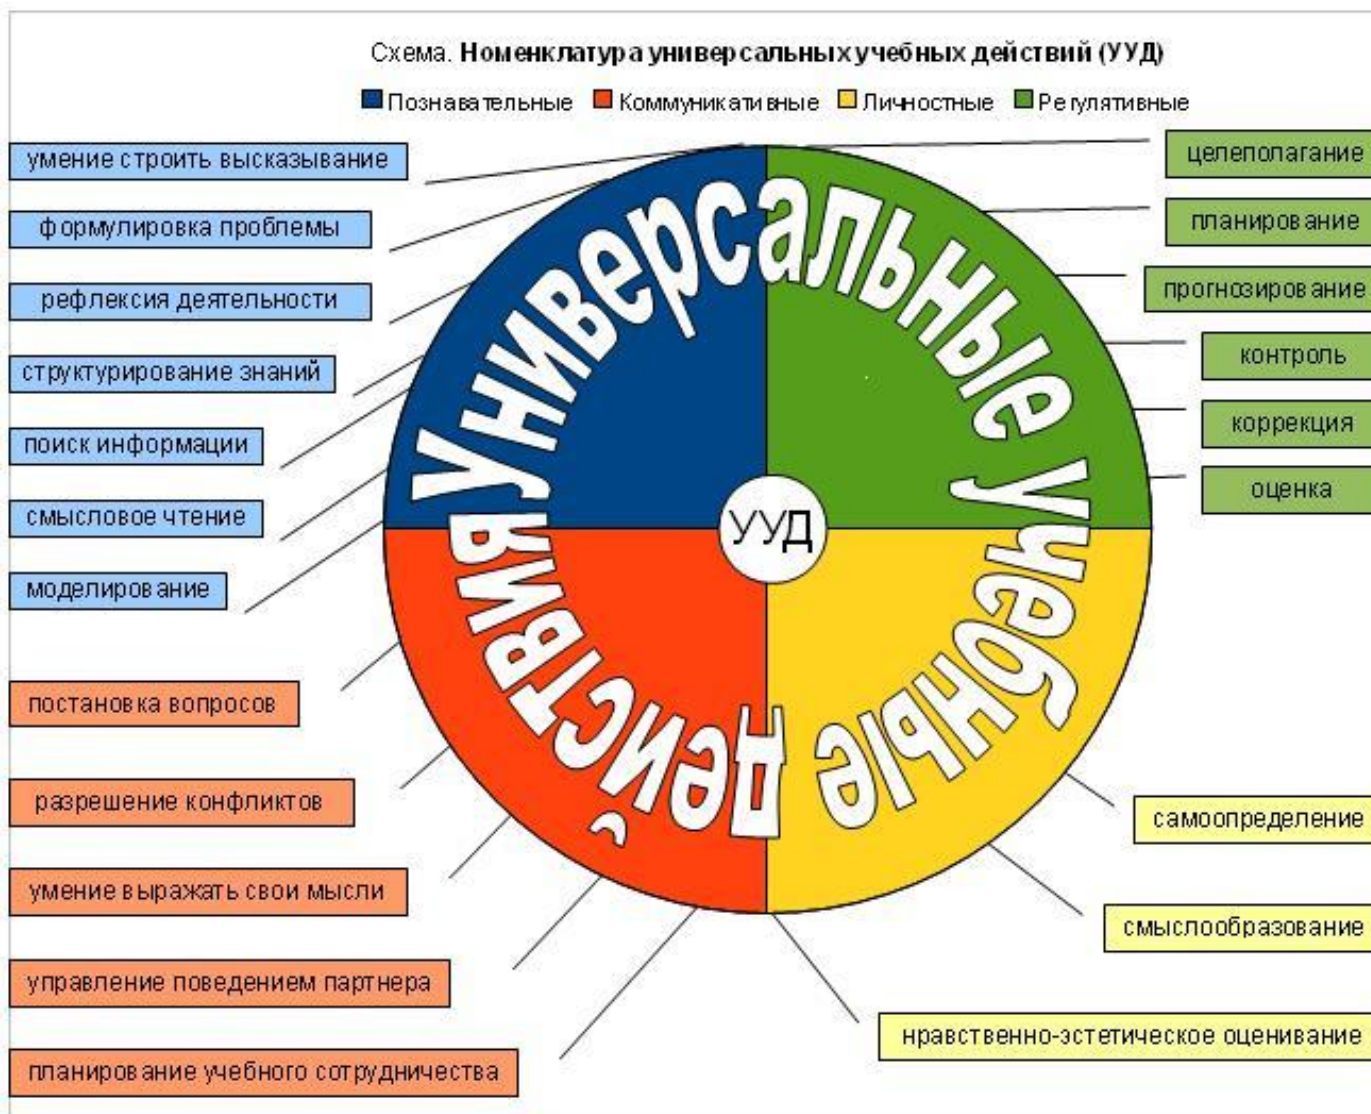 Схема. Номенклатура универсальных учебных действий (УУД)
Познавательные Коммуникативные Личностные Регулятивные
умение строить высказывание
формулировка проблемы
рефлексия деятельности
структурирование знаний
поиск информации
смысловое чтение
моделирование
постановка вопросов
разрешение конфликтов
умение выражать свои мысли
управление поведением партнера
планирование учебного сотрудничества
Универсальные учебные действия
УУД
целеполагание
планирование
прогнозирование
контроль
коррекция
оценка
самоопределение
смыслообразование
нравственно-эстетическое оценивание